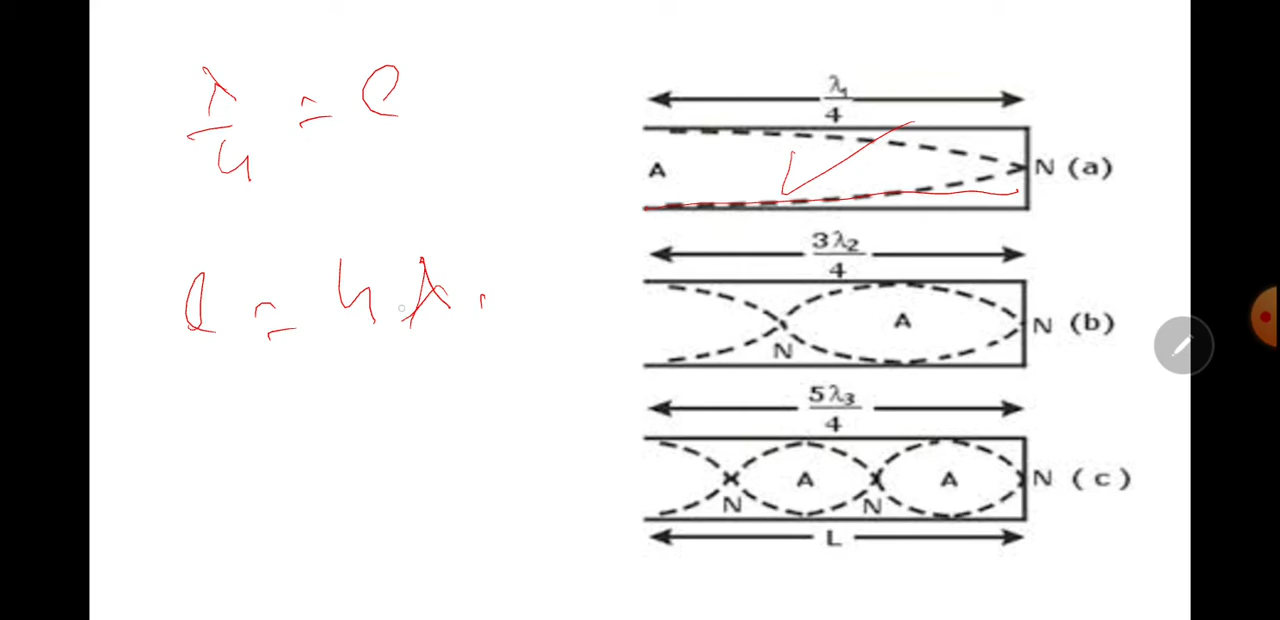 λ/4 = l
l = 4λ.
λ₁/4
A
N (a)
3λ₂/4
A
N
N (b)
5λ₃/4
A
A
N
N
N (c)
L